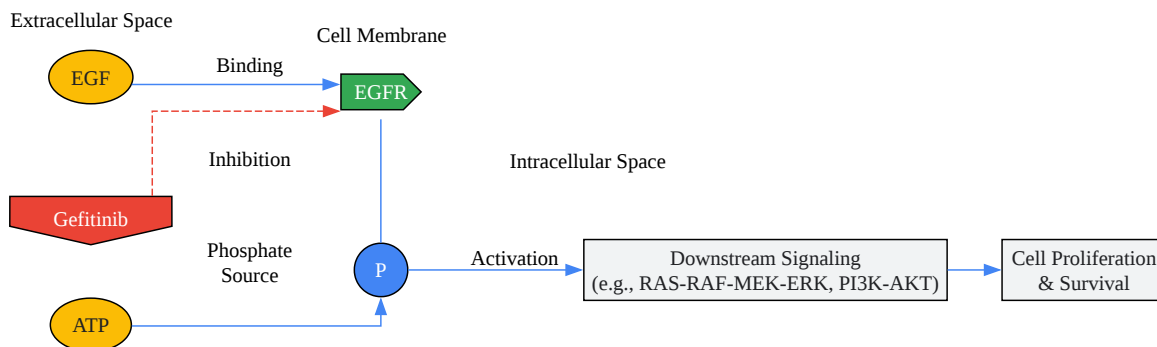 Extracellular Space
Cell Membrane
EGF
Binding
EGFR
Inhibition
Intracellular Space
Gefitinib
Phosphate
Source
P
Activation
Downstream Signaling
(e.g., RAS-RAF-MEK-ERK, PI3K-AKT)
Cell Proliferation
& Survival
ATP